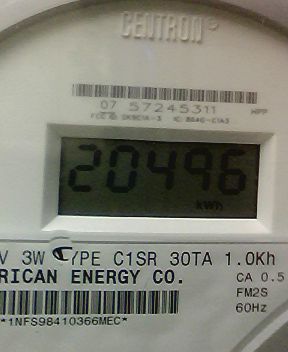 CENTRON®
07 57245311 HPP
20496
kWh
V 3W TYPE C1SR 30TA 1.0Kh
RICAN ENERGY CO. CA 0.5
FM2S
*1NFS98410366MEC* 60Hz